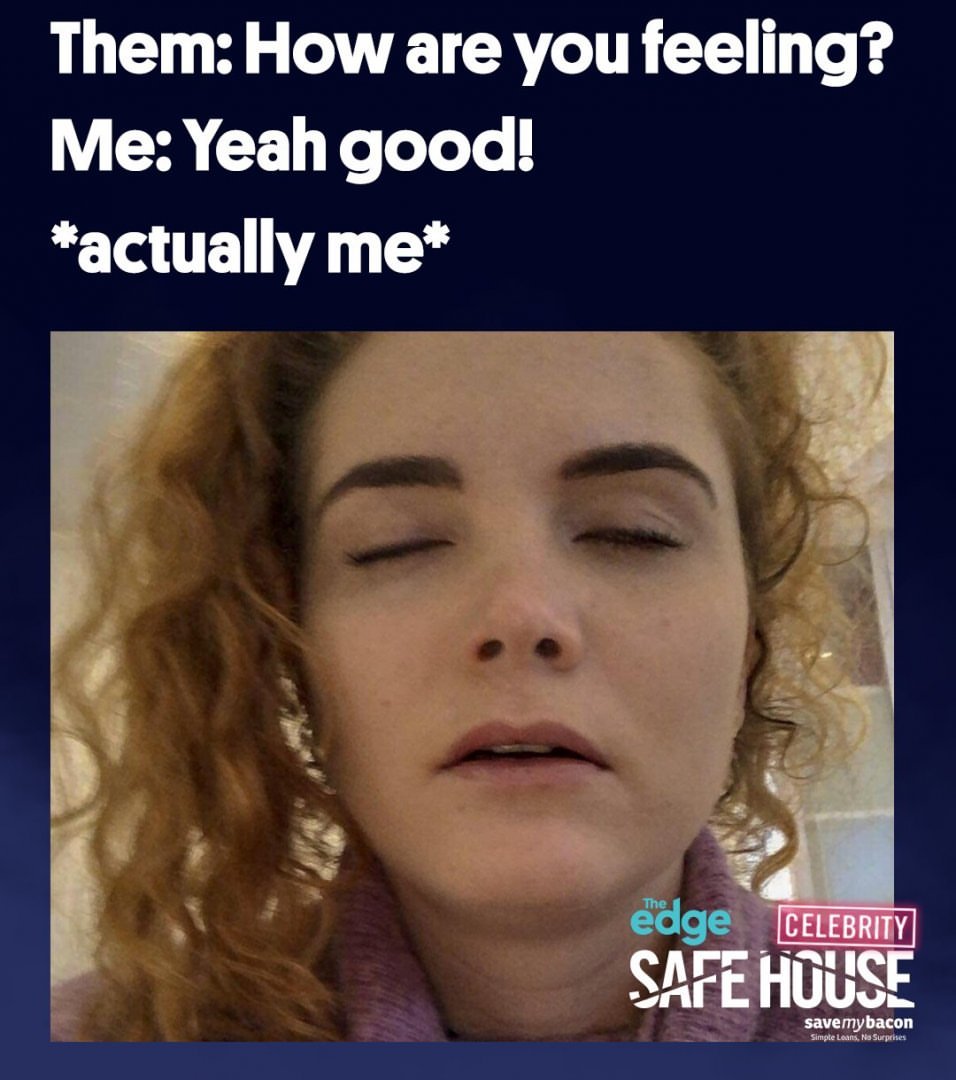 Them: How are you feeling?
Me: Yeah good!
*actually me*
The
edge
CELEBRITY
SAFE HOUSE
savemybacon
Simple Loans, No Surprises